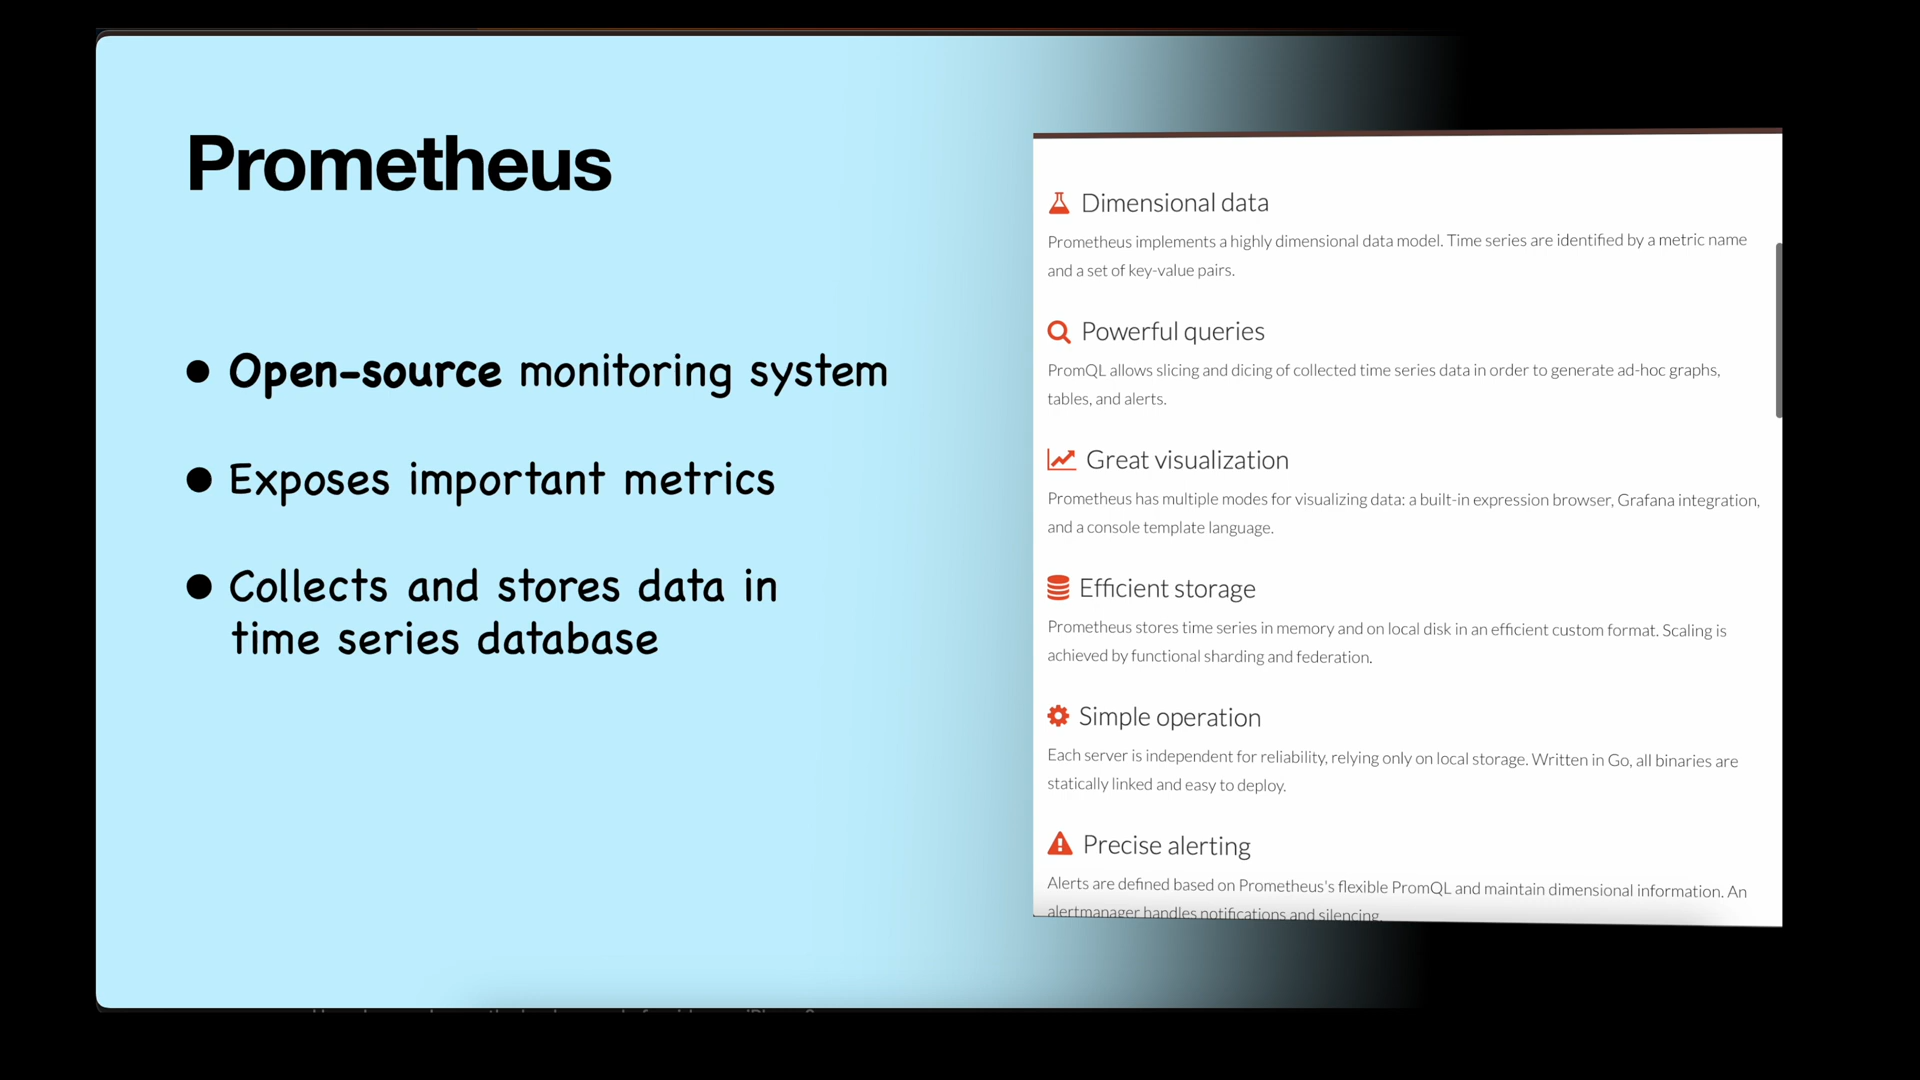 Prometheus
● Open-source monitoring system
● Exposes important metrics
● Collects and stores data in
time series database
Dimensional data
Prometheus implements a highly dimensional data model. Time series are identified by a metric name
and a set of key-value pairs.
Powerful queries
PromQL allows slicing and dicing of collected time series data in order to generate ad-hoc graphs,
tables, and alerts.
Great visualization
Prometheus has multiple modes for visualizing data: a built-in expression browser, Grafana integration,
and a console template language.
Efficient storage
Prometheus stores time series in memory and on local disk in an efficient custom format. Scaling is
achieved by functional sharding and federation.
Simple operation
Each server is independent for reliability, relying only on local storage. Written in Go, all binaries are
statically linked and easy to deploy.
Precise alerting
Alerts are defined based on Prometheus's flexible PromQL and maintain dimensional information. An
alertmanager handles notifications and silencing.